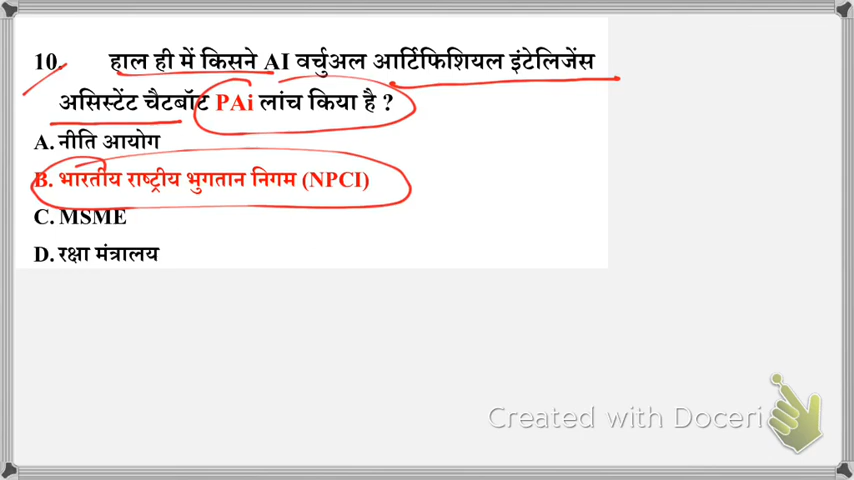 10. हाल ही में किसने AI वर्चुअल आर्टिफिशियल इंटेलिजेंस
असिस्टेंट चैटबॉट PAi लांच किया है ?
A. नीति आयोग
B. भारतीय राष्ट्रीय भुगतान निगम (NPCI)
C. MSME
D. रक्षा मंत्रालय
Created with Doceri